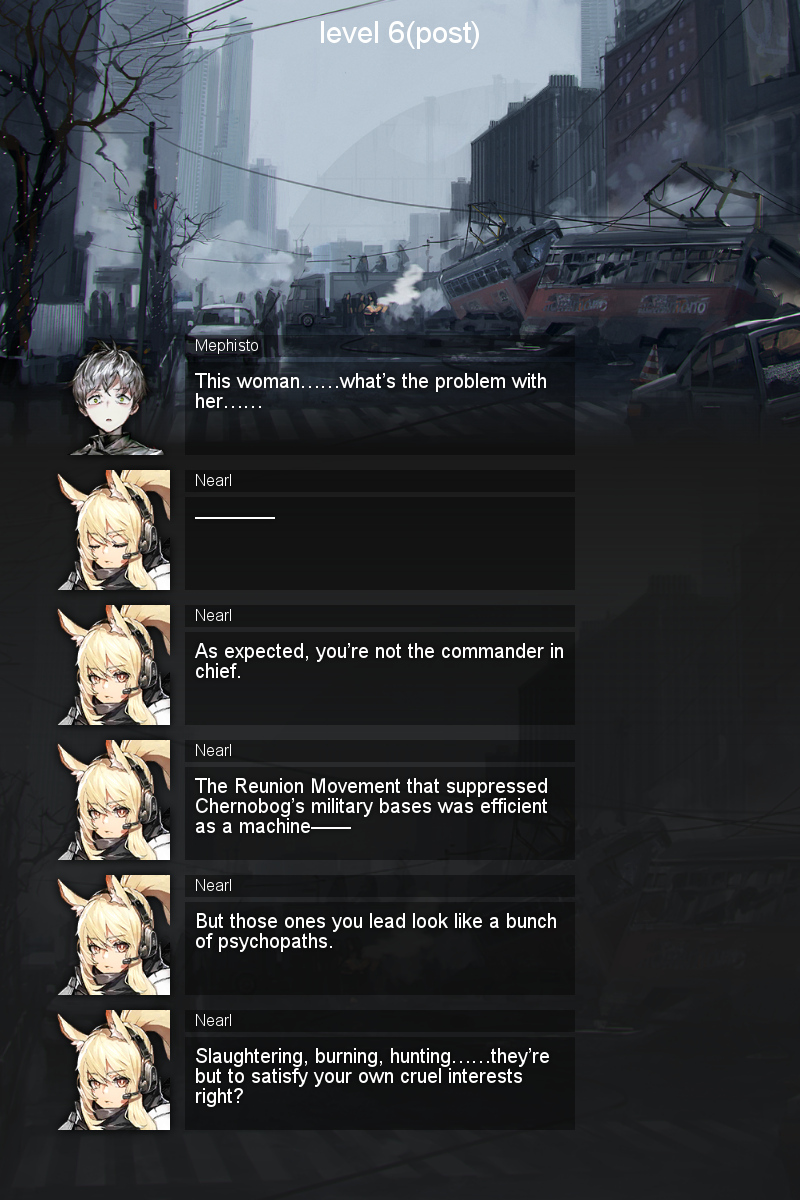 level 6(post)
Mephisto
This woman……what's the problem with
her……
Nearl
————
Nearl
As expected, you're not the commander in
chief.
Nearl
The Reunion Movement that suppressed
Chernobog's military bases was efficient
as a machine——
Nearl
But those ones you lead look like a bunch
of psychopaths.
Nearl
Slaughtering, burning, hunting……they're
but to satisfy your own cruel interests
right?